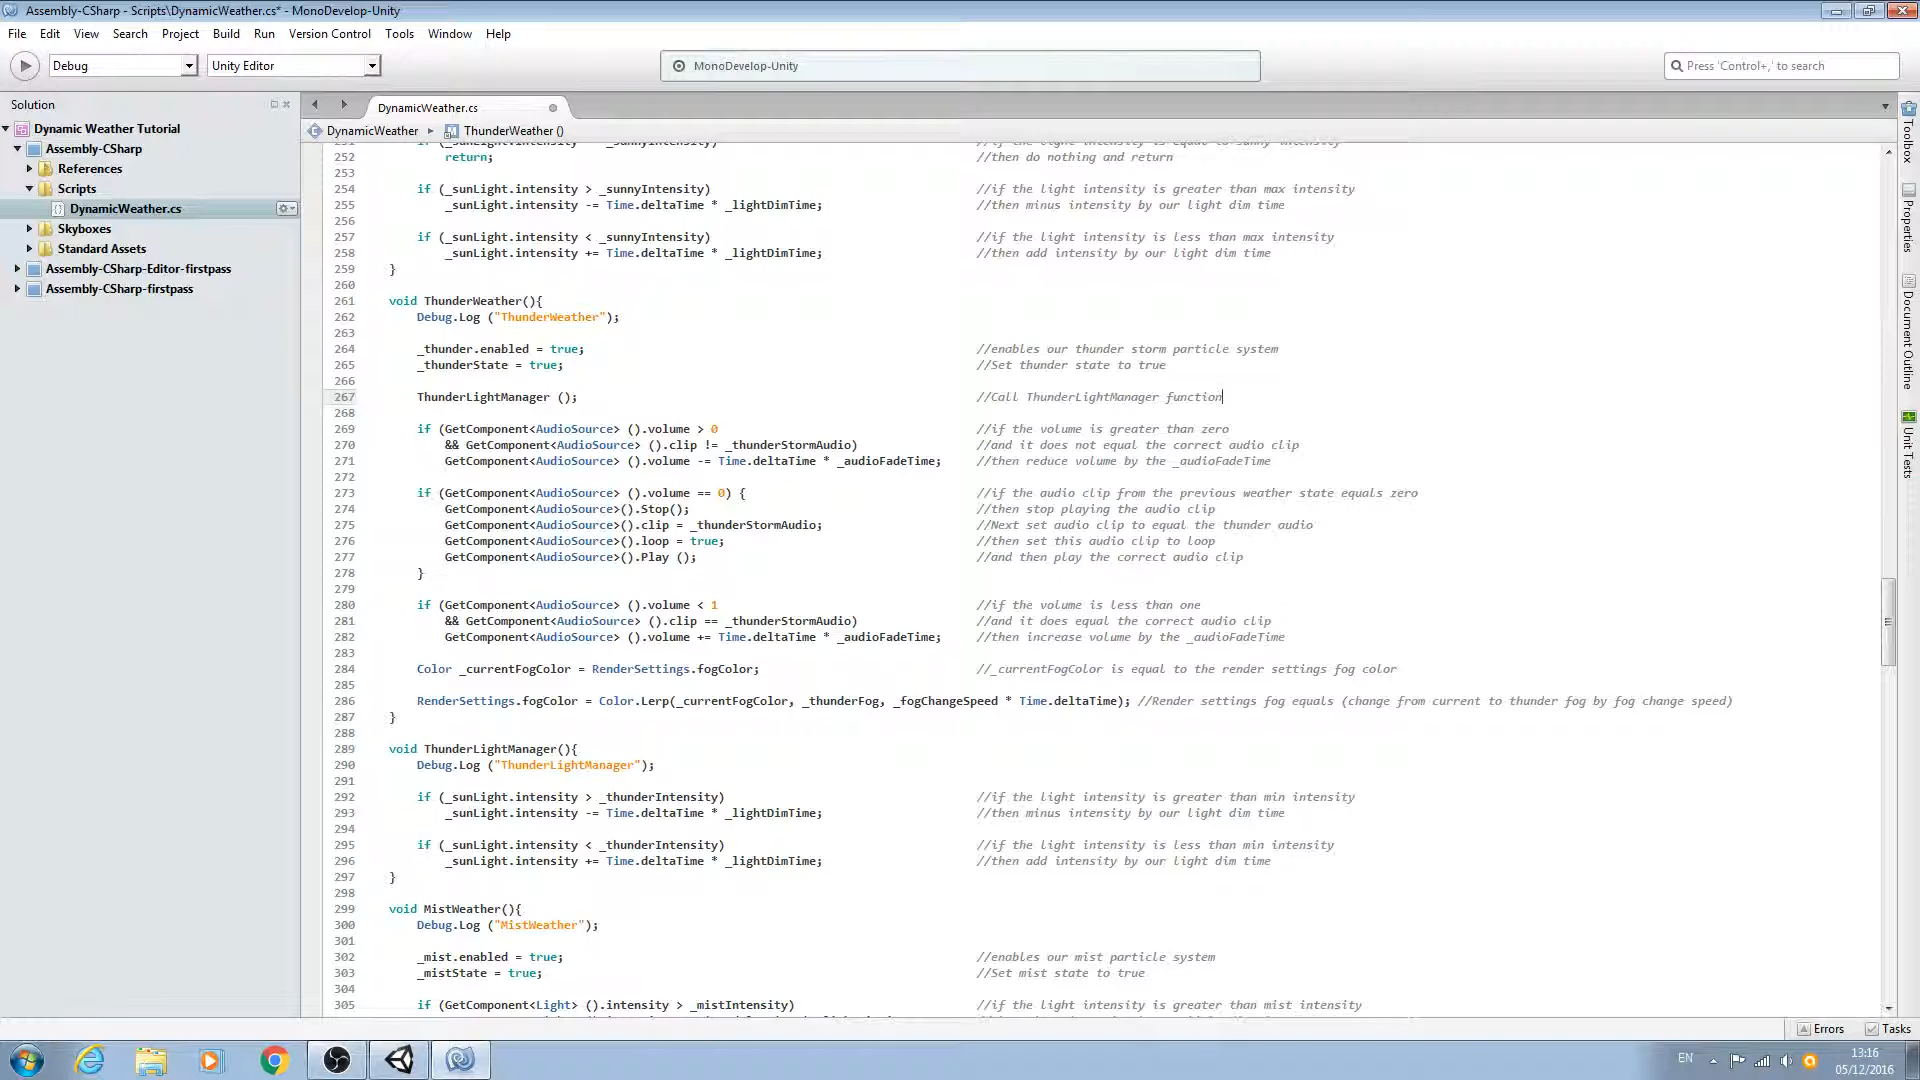 Assembly-CSharp - Scripts\DynamicWeather.cs* - MonoDevelop-Unity
File Edit View Search Project Build Run Version Control Tools Window Help
Debug Unity Editor MonoDevelop-Unity Press 'Control+,' to search
Solution
Dynamic Weather Tutorial
Assembly-CSharp
References
Scripts
DynamicWeather.cs
Skyboxes
Standard Assets
Assembly-CSharp-Editor-firstpass
Assembly-CSharp-firstpass
DynamicWeather.cs
DynamicWeather ThunderWeather ()
252 return; //then do nothing and return
253
254 if (_sunLight.intensity > _sunnyIntensity) //if the light intensity is greater than max intensity
255 _sunLight.intensity -= Time.deltaTime * _lightDimTime; //then minus intensity by our light dim time
256
257 if (_sunLight.intensity < _sunnyIntensity) //if the light intensity is less than max intensity
258 _sunLight.intensity += Time.deltaTime * _lightDimTime; //then add intensity by our light dim time
259 }
260
261 void ThunderWeather(){
262 Debug.Log ("ThunderWeather");
263
264 _thunder.enabled = true; //enables our thunder storm particle system
265 _thunderState = true; //Set thunder state to true
266
267 ThunderLightManager (); //Call ThunderLightManager function
268
269 if (GetComponent<AudioSource> ().volume > 0 //if the volume is greater than zero
270 && GetComponent<AudioSource> ().clip != _thunderStormAudio) //and it does not equal the correct audio clip
271 GetComponent<AudioSource> ().volume -= Time.deltaTime * _audioFadeTime; //then reduce volume by the _audioFadeTime
272
273 if (GetComponent<AudioSource> ().volume == 0) { //if the audio clip from the previous weather state equals zero
274 GetComponent<AudioSource>().Stop(); //then stop playing the audio clip
275 GetComponent<AudioSource>().clip = _thunderStormAudio; //Next set audio clip to equal the thunder audio
276 GetComponent<AudioSource>().loop = true; //then set this audio clip to loop
277 GetComponent<AudioSource>().Play (); //and then play the correct audio clip
278 }
279
280 if (GetComponent<AudioSource> ().volume < 1 //if the volume is less than one
281 && GetComponent<AudioSource> ().clip == _thunderStormAudio) //and it does equal the correct audio clip
282 GetComponent<AudioSource> ().volume += Time.deltaTime * _audioFadeTime; //then increase volume by the _audioFadeTime
283
284 Color _currentFogColor = RenderSettings.fogColor; //_currentFogColor is equal to the render settings fog color
285
286 RenderSettings.fogColor = Color.Lerp(_currentFogColor, _thunderFog, _fogChangeSpeed * Time.deltaTime); //Render settings fog equals (change from current to thunder fog by fog change speed)
287 }
288
289 void ThunderLightManager(){
290 Debug.Log ("ThunderLightManager");
291
292 if (_sunLight.intensity > _thunderIntensity) //if the light intensity is greater than min intensity
293 _sunLight.intensity -= Time.deltaTime * _lightDimTime; //then minus intensity by our light dim time
294
295 if (_sunLight.intensity < _thunderIntensity) //if the light intensity is less than min intensity
296 _sunLight.intensity += Time.deltaTime * _lightDimTime; //then add intensity by our light dim time
297 }
298
299 void MistWeather(){
300 Debug.Log ("MistWeather");
301
302 _mist.enabled = true; //enables our mist particle system
303 _mistState = true; //Set mist state to true
304
305 if (GetComponent<Light> ().intensity > _mistIntensity) //if the light intensity is greater than mist intensity
Toolbox
Properties
Document Outline
Unit Tests
Errors Tasks
EN
13:16
05/12/2016